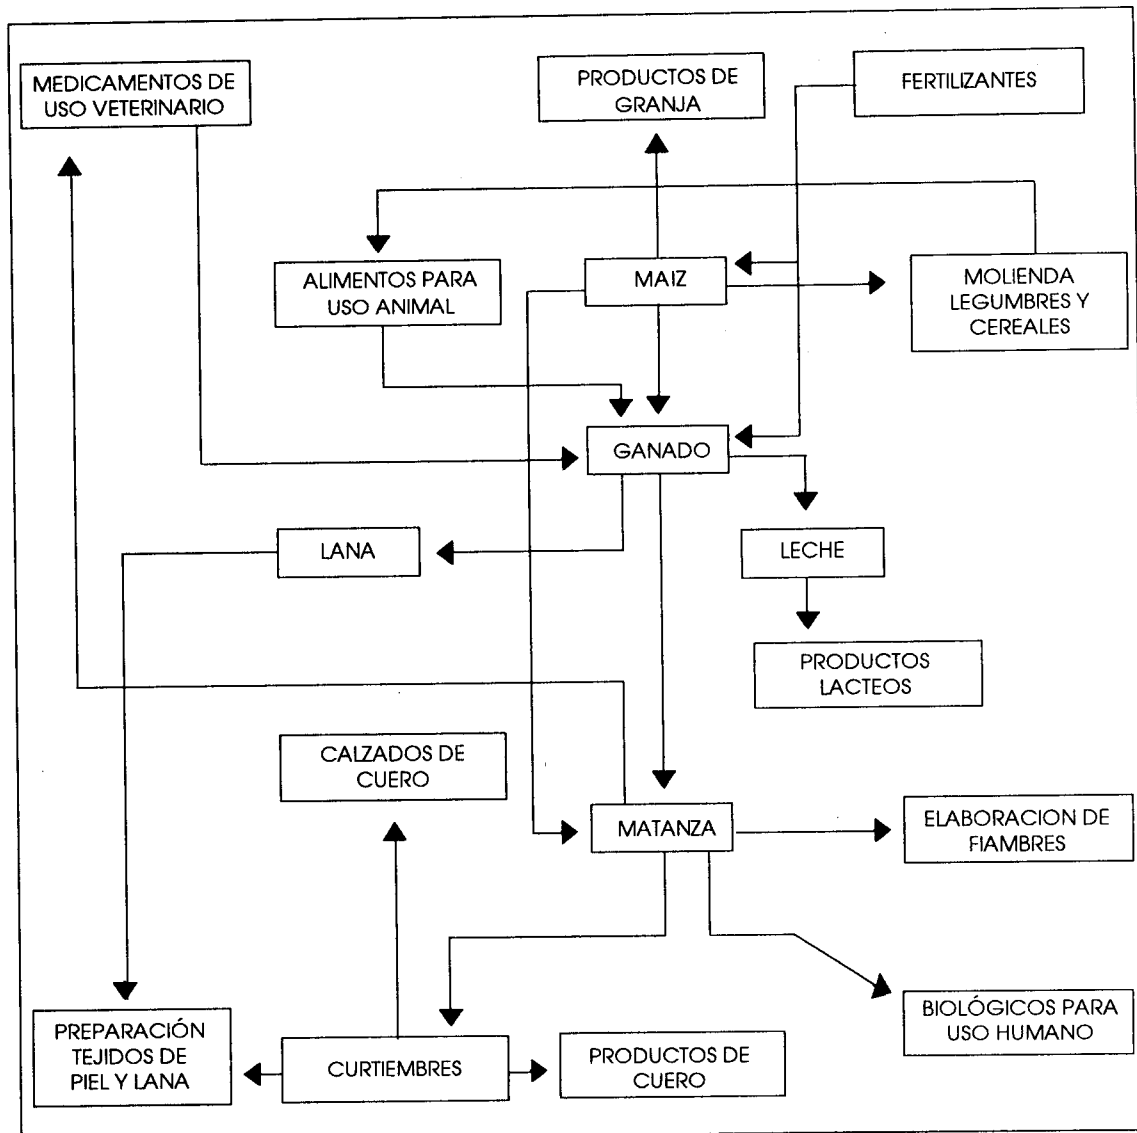 MEDICAMENTOS DE
USO VETERINARIO
PRODUCTOS DE
GRANJA
FERTILIZANTES
ALIMENTOS PARA
USO ANIMAL
MAIZ
MOLIENDA
LEGUMBRES Y
CEREALES
GANADO
LANA
LECHE
PRODUCTOS
LACTEOS
CALZADOS DE
CUERO
MATANZA
ELABORACION DE
FIAMBRES
BIOLÓGICOS PARA
USO HUMANO
PREPARACIÓN
TEJIDOS DE
PIEL Y LANA
CURTIEMBRES
PRODUCTOS DE
CUERO